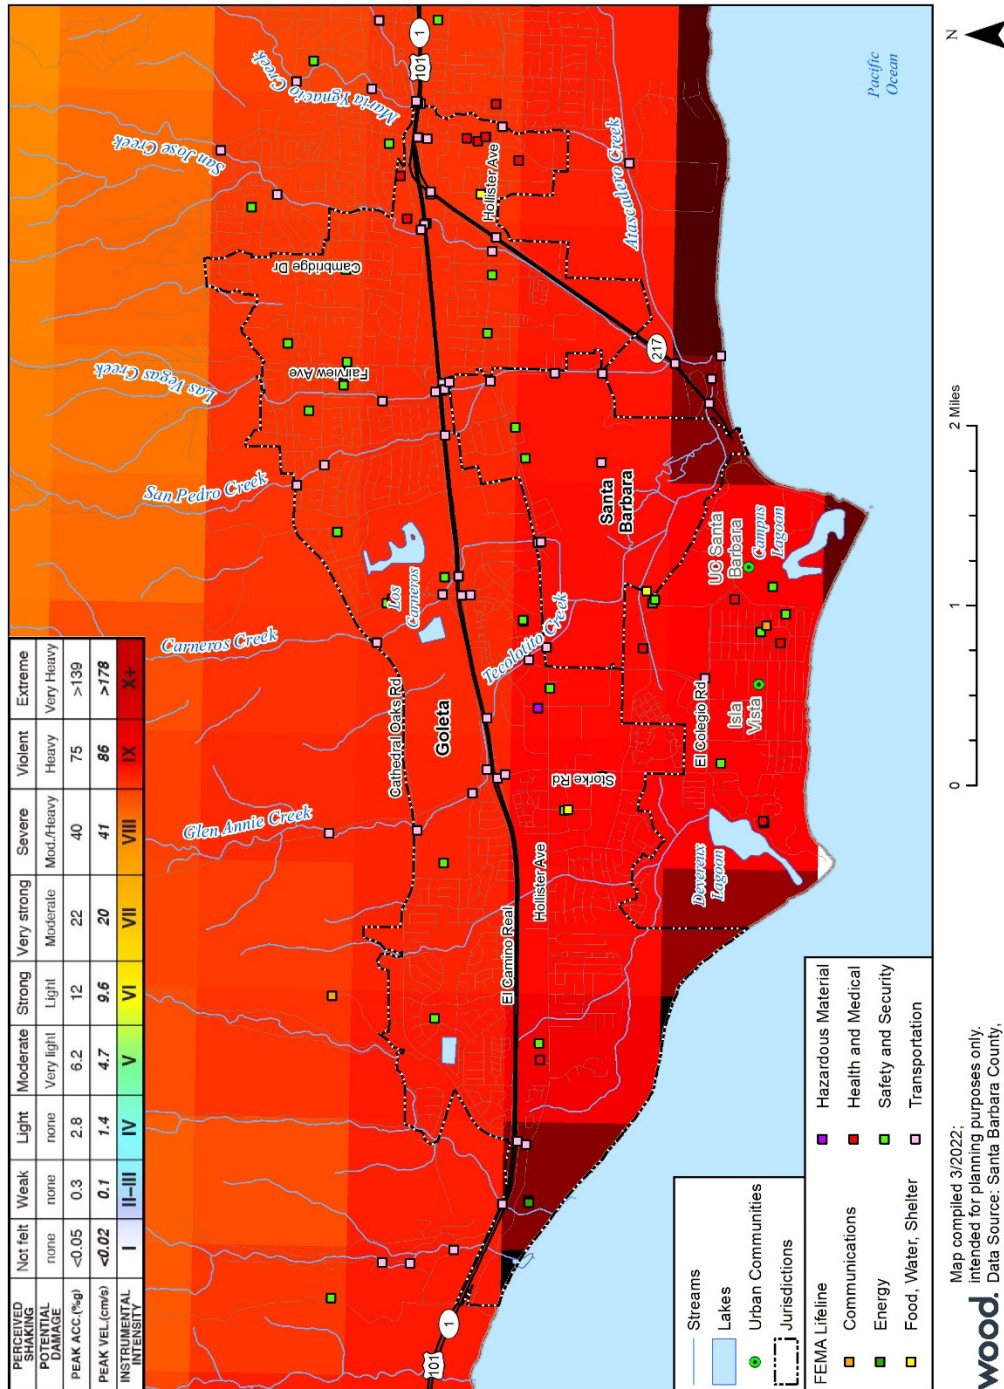 PERCEIVED SHAKING Not felt Weak Light Moderate Strong Very strong Severe Violent Extreme
POTENTIAL DAMAGE none none none Very light Light Moderate Mod./Heavy Heavy Very Heavy
PEAK ACC.(%g) <0.05 0.3 2.8 6.2 12 22 40 75 >139
PEAK VEL.(cm/s) <0.02 0.1 1.4 4.7 9.6 20 41 86 >178
INSTRUMENTAL INTENSITY I II–III IV V VI VII VIII IX X+
Glen Annie Creek
Carneros Creek
San Pedro Creek
Las Vegas Creek
San Jose Creek
Maria Ygnacio Creek
Cathedral Oaks Rd
Los Carneros
Fairview Ave
Cambridge Dr
Goleta
101
1
El Camino Real
Hollister Ave
Tecolotito Creek
Hollister Ave
101
1
Storke Rd
Santa Barbara
217
Atascadero Creek
El Colegio Rd
Devereux Lagoon
Isla Vista
UC Santa Barbara
Campus Lagoon
Pacific Ocean
Streams
Lakes
Urban Communities
Jurisdictions
FEMA Lifeline
Communications
Energy
Food, Water, Shelter
Hazardous Material
Health and Medical
Safety and Security
Transportation
0 1 2 Miles
N
wood.
Map compiled 3/2022;
intended for planning purposes only.
Data Source: Santa Barbara County,